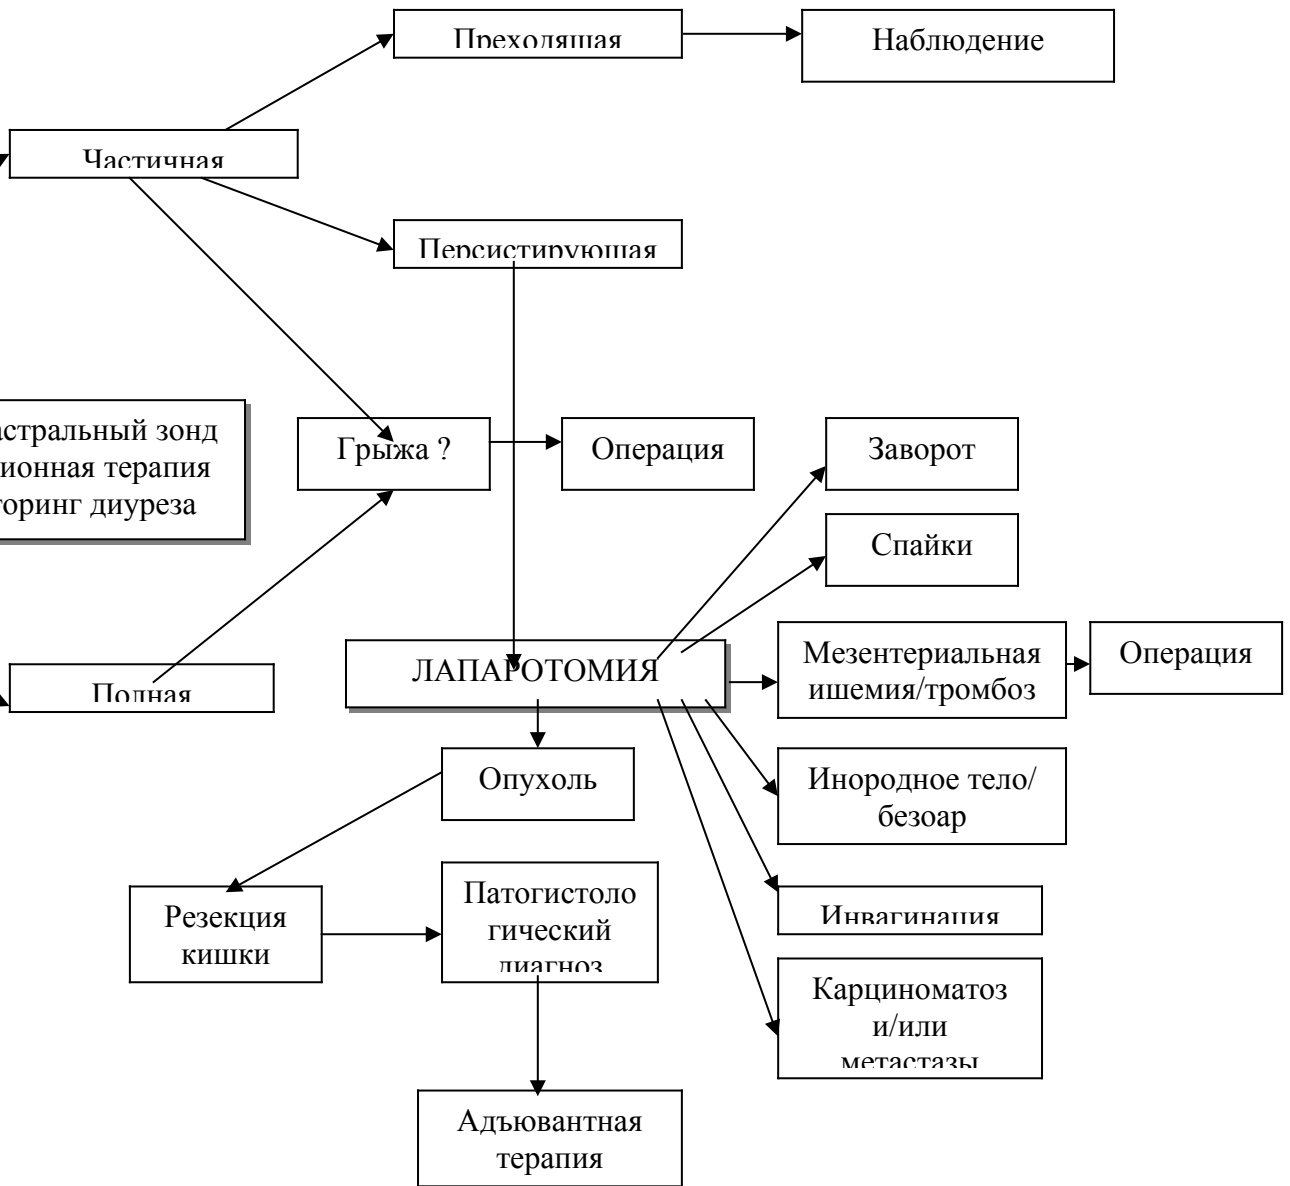 Преходящая
Наблюдение
Частичная
Персистирующая
астральный зонд
ионная терапия
торинг диуреза
Грыжа ?
Операция
Заворот
Спайки
Полная
ЛАПАРОТОМИЯ
Мезентериальная
ишемия/тромбоз
Операция
Опухоль
Инородное тело/
безоар
Резекция
кишки
Патогистоло
гический
диагноз
Инвагинация
Карциноматоз
и/или
метастазы
Адъювантная
терапия